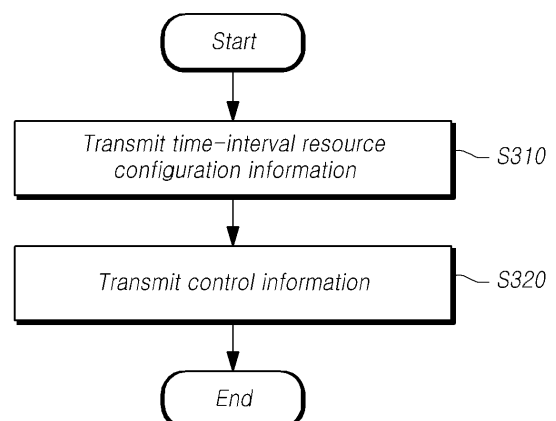 Start
Transmit time-interval resource
configuration information
S310
Transmit control information
S320
End